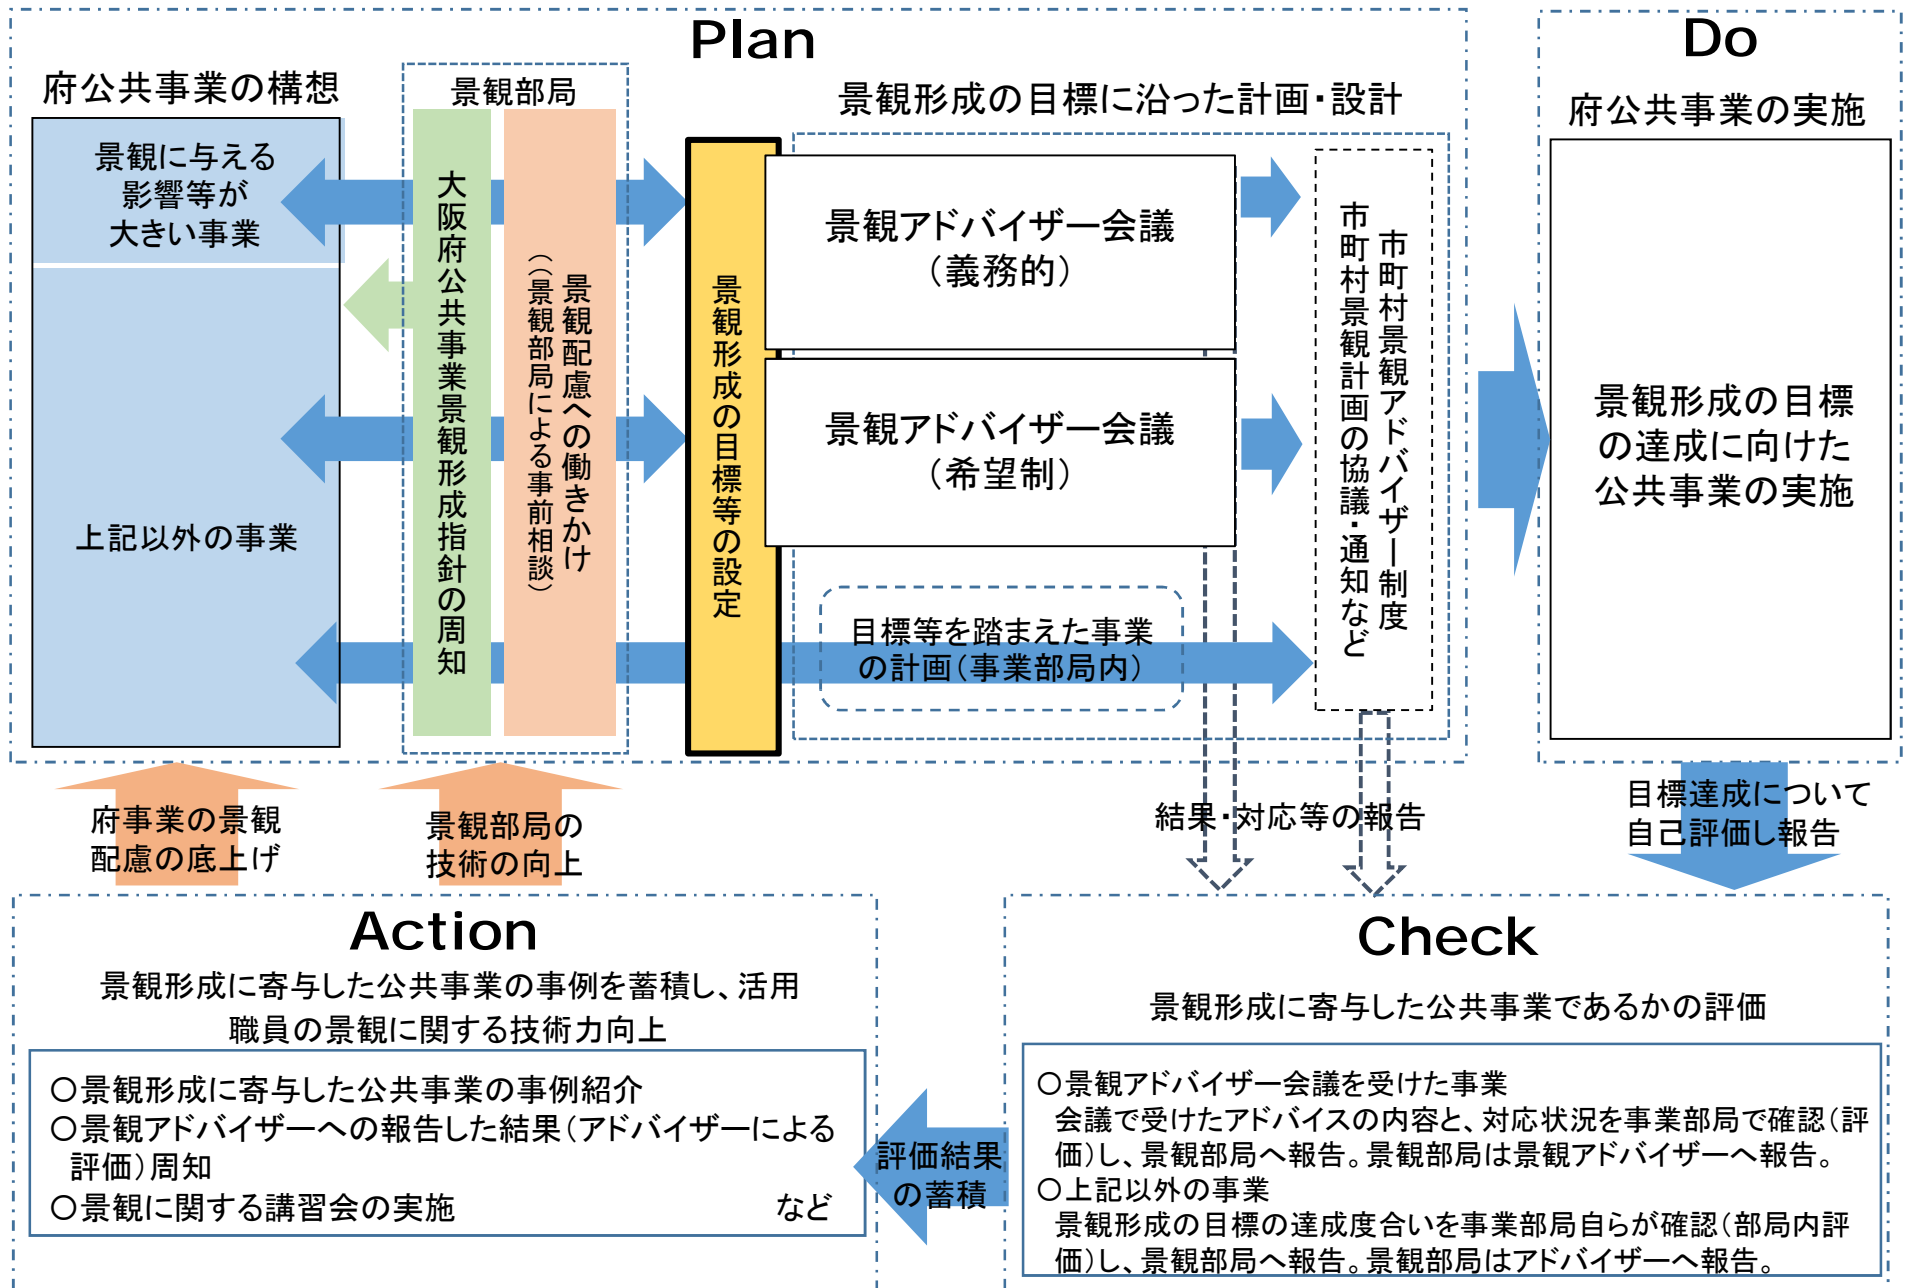 Plan
府公共事業の構想
景観に与える
影響等が
大きい事業
上記以外の事業
景観部局
大阪府公共事業景観形成指針の周知
景観配慮への働きかけ
（（景観部局による事前相談）
景観形成の目標等の設定
景観形成の目標に沿った計画・設計
景観アドバイザー会議
（義務的）
景観アドバイザー会議
（希望制）
目標等を踏まえた事業
の計画（事業部局内）
市町村景観アドバイザー制度
市町村景観計画の協議・通知など
Do
府公共事業の実施
景観形成の目標
の達成に向けた
公共事業の実施
府事業の景観
配慮の底上げ
景観部局の
技術の向上
結果・対応等の報告
目標達成について
自己評価し報告
Action
景観形成に寄与した公共事業の事例を蓄積し、活用
職員の景観に関する技術力向上
○景観形成に寄与した公共事業の事例紹介
○景観アドバイザーへの報告した結果（アドバイザーによる
評価）周知
○景観に関する講習会の実施 など
評価結果
の蓄積
Check
景観形成に寄与した公共事業であるかの評価
○景観アドバイザー会議を受けた事業
会議で受けたアドバイスの内容と、対応状況を事業部局で確認（評
価）し、景観部局へ報告。景観部局は景観アドバイザーへ報告。
○上記以外の事業
景観形成の目標の達成度合いを事業部局自らが確認（部局内評
価）し、景観部局へ報告。景観部局はアドバイザーへ報告。